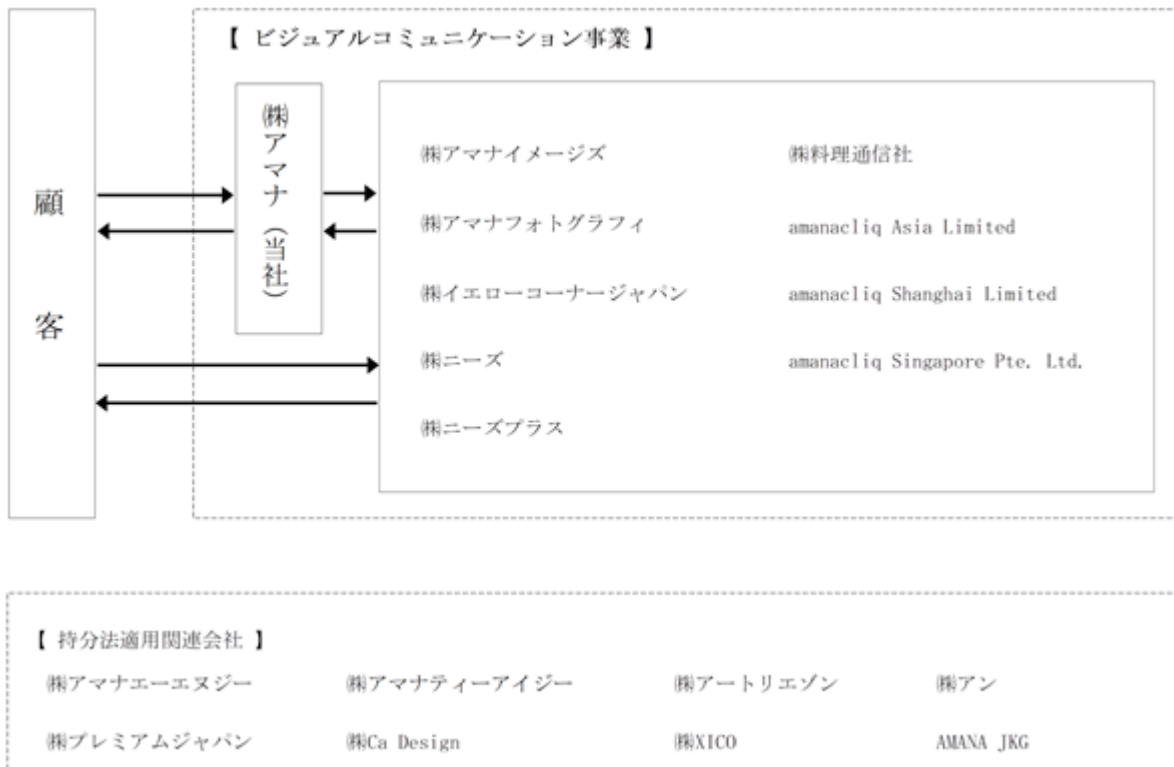 【 ビジュアルコミュニケーション事業 】
顧客
㈱アマナ（当社）
㈱アマナイメージズ ㈱料理通信社
㈱アマナフォトグラフィ amanacliq Asia Limited
㈱イエローコーナージャパン amanacliq Shanghai Limited
㈱ニーズ amanacliq Singapore Pte. Ltd.
㈱ニーズプラス
【 持分法適用関連会社 】
㈱アマナエーエヌジー ㈱アマナティーアイジー ㈱アートリエゾン ㈱アン
㈱プレミアムジャパン ㈱Ca Design ㈱XICO AMANA JKG